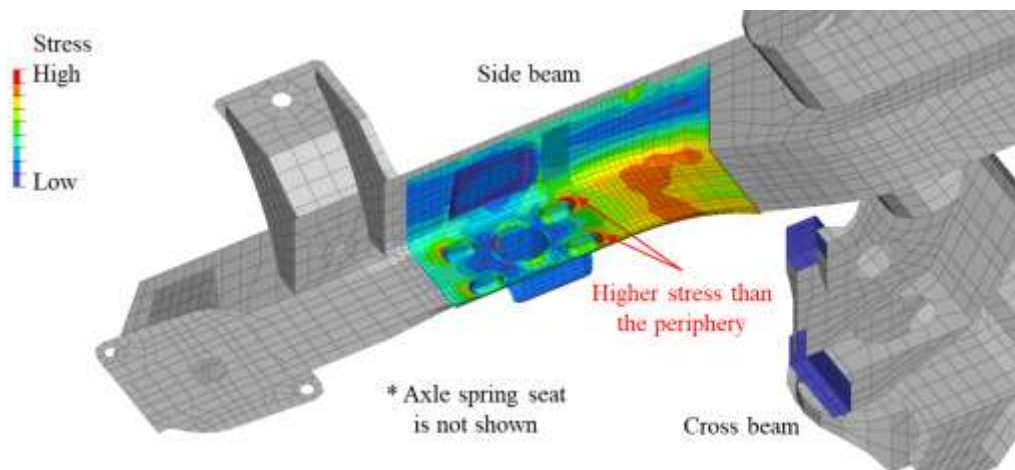 Stress
High
Low
Side beam
Higher stress than
the periphery
* Axle spring seat
is not shown
Cross beam